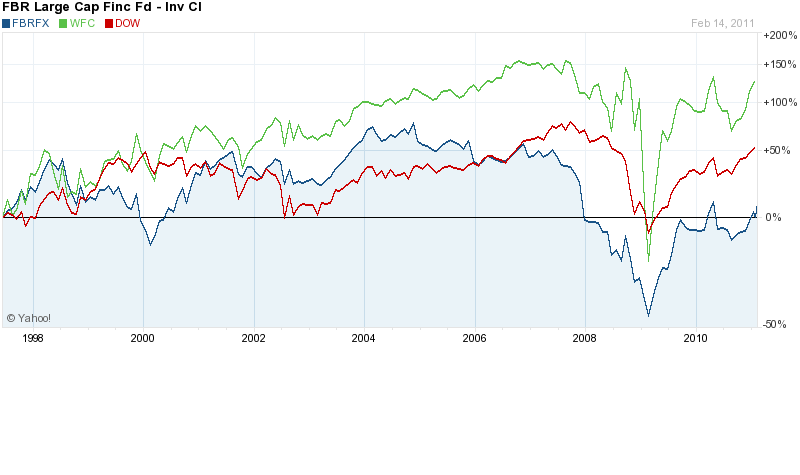 FBR Large Cap Finc Fd - Inv Cl
FBRFX WFC DOW Feb 14, 2011
+200%
+150%
+100%
+50%
0%
-50%
© Yahoo!
1998 2000 2002 2004 2006 2008 2010